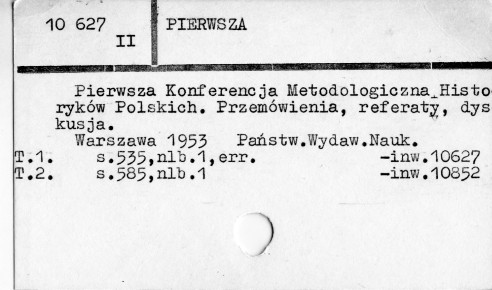 10 627 PIERWSZA
II
Pierwsza Konferencja Metodologiczna Histo
ryków Polskich. Przemówienia, referaty, dys
kusja.
Warszawa 1953 Państw.Wydaw.Nauk.
T.1. s.535,nlb.1,err. -inw.10627
T.2. s.585,nlb.1 -inw.10852